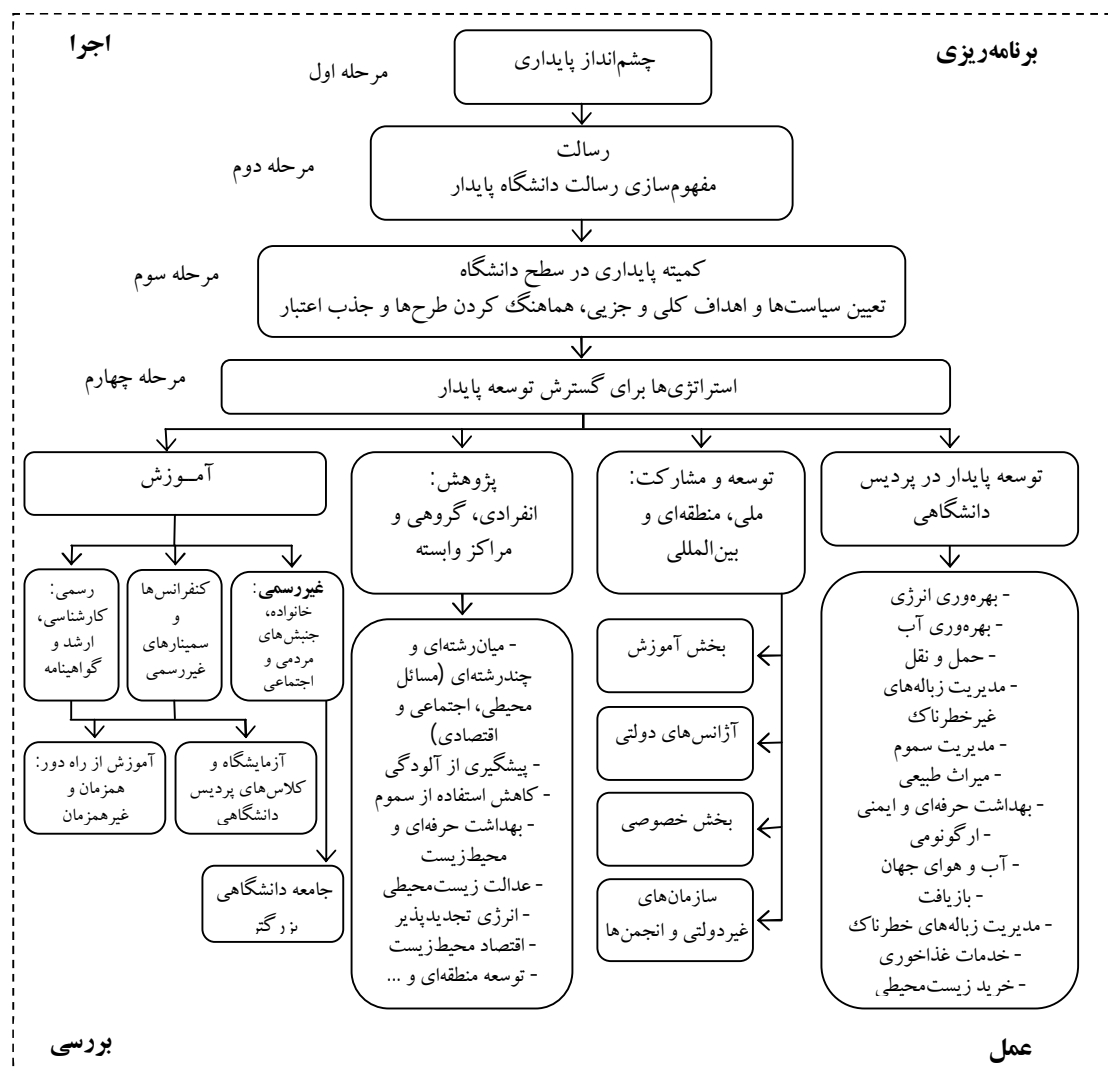 برنامه‌ریزی
اجرا
چشم‌انداز پایداری
مرحله اول
رسالت
مفهوم‌سازی رسالت دانشگاه پایدار
مرحله دوم
کمیته پایداری در سطح دانشگاه
تعیین سیاست‌ها و اهداف کلی و جزیی، هماهنگ کردن طرح‌ها و جذب اعتبار
مرحله سوم
استراتژی‌ها برای گسترش توسعه پایدار
مرحله چهارم
توسعه پایدار در پردیس
دانشگاهی
- بهره‌وری انرژی
- بهره‌وری آب
- حمل و نقل
- مدیریت زباله‌های
غیرخطرناک
- مدیریت سموم
- میراث طبیعی
- بهداشت حرفه‌ای و ایمنی
- ارگونومی
- آب و هوای جهان
- بازیافت
- مدیریت زباله‌های خطرناک
- خدمات غذاخوری
- خرید زیست‌محیطی
توسعه و مشارکت:
ملی، منطقه‌ای و
بین‌المللی
بخش آموزش
آژانس‌های دولتی
بخش خصوصی
سازمان‌های
غیردولتی و انجمن‌ها
پژوهش:
انفرادی، گروهی و
مراکز وابسته
- میان‌رشته‌ای و
چندرشته‌ای (مسائل
محیطی، اجتماعی و
اقتصادی)
- پیشگیری از آلودگی
- کاهش استفاده از سموم
- بهداشت حرفه‌ای و
محیط‌زیست
- عدالت زیست‌محیطی
- انرژی تجدیدپذیر
- اقتصاد محیط‌زیست
- توسعه منطقه‌ای و ...
آمــوزش
غیررسمی:
خانواده،
جنبش‌های
مردمی و
اجتماعی
کنفرانس‌ها
و
سمینارهای
غیررسمی
رسمی:
کارشناسی،
ارشد و
گواهینامه
آزمایشگاه و
کلاس‌های پردیس
دانشگاهی
آموزش از راه دور:
همزمان و
غیرهمزمان
جامعه دانشگاهی
بزرگتر
عمل
بررسی